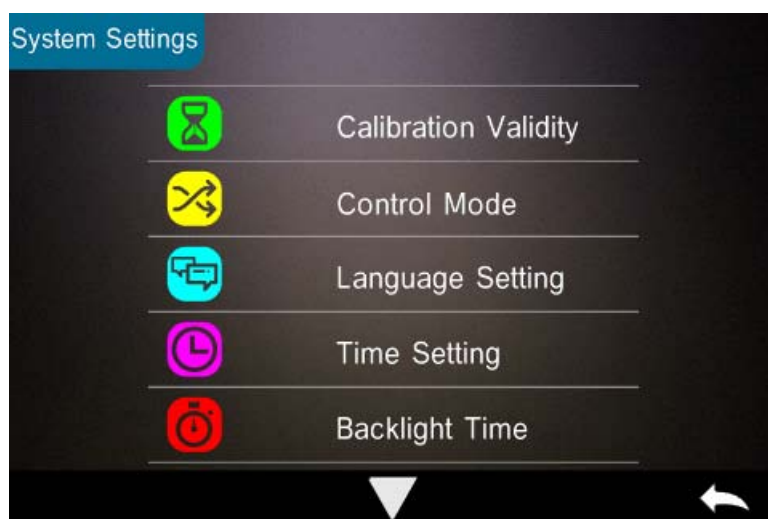 System Settings
Calibration Validity
Control Mode
Language Setting
Time Setting
Backlight Time